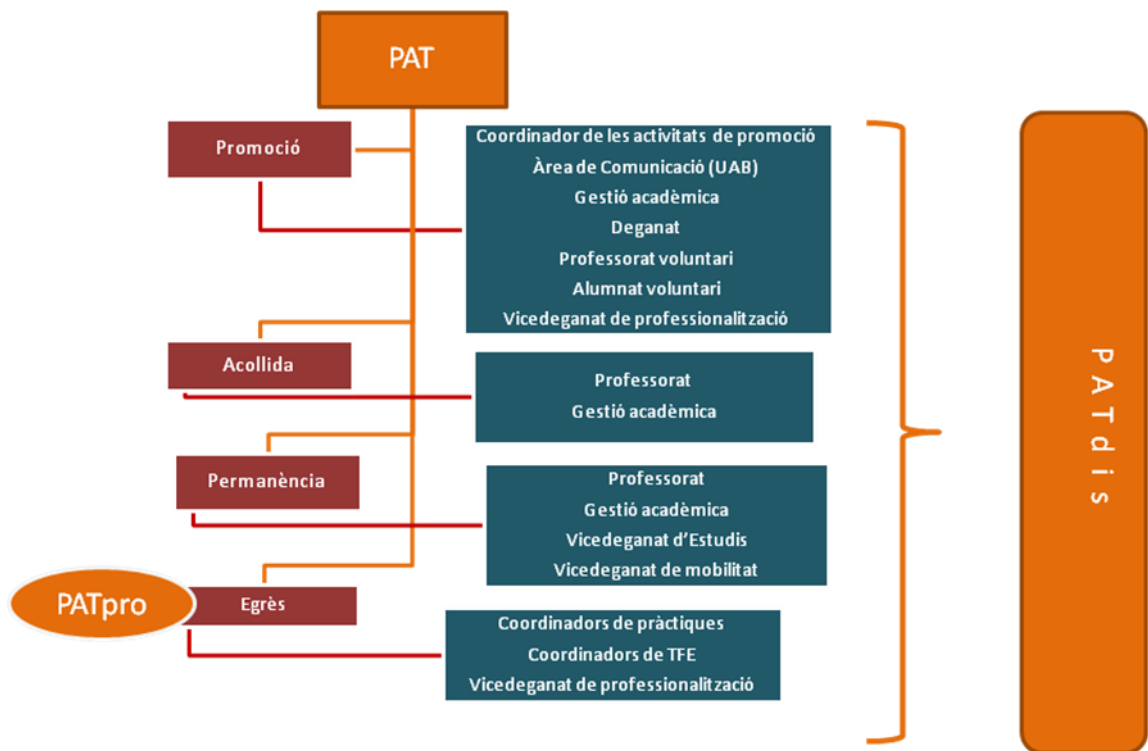 PAT
Promoció
Coordinador de les activitats de promoció
Àrea de Comunicació (UAB)
Gestió acadèmica
Deganat
Professorat voluntari
Alumnat voluntari
Vicedeganat de professionalització
Acollida
Professorat
Gestió acadèmica
Permanència
Professorat
Gestió acadèmica
Vicedeganat d’Estudis
Vicedeganat de mobilitat
PATpro
Egrès
Coordinadors de pràctiques
Coordinadors de TFE
Vicedeganat de professionalització
PATdis